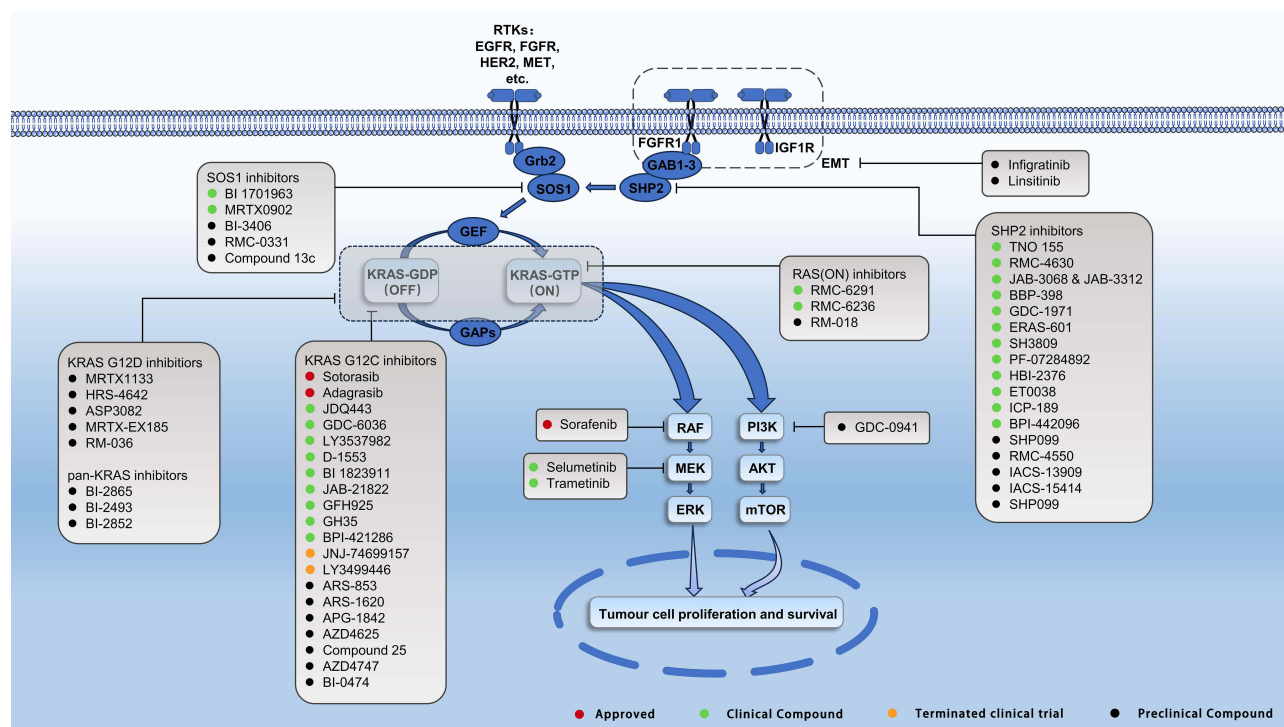 RTKs:
EGFR, FGFR,
HER2, MET,
etc.
FGFR1
IGF1R
GAB1-3
EMT
Grb2
SOS1
SHP2
GEF
KRAS-GDP
(OFF)
KRAS-GTP
(ON)
GAPs
Infigratinib
Linsitinib
SOS1 inhibitors
BI 1701963
MRTX0902
BI-3406
RMC-0331
Compound 13c
SHP2 inhibitors
TNO 155
RMC-4630
JAB-3068 & JAB-3312
BBP-398
GDC-1971
ERAS-601
SH3809
PF-07284892
HBI-2376
ET0038
ICP-189
BPI-442096
SHP099
RMC-4550
IACS-13909
IACS-15414
SHP099
RAS(ON) inhibitors
RMC-6291
RMC-6236
RM-018
KRAS G12D inhibitiors
MRTX1133
HRS-4642
ASP3082
MRTX-EX185
RM-036
pan-KRAS inhibitors
BI-2865
BI-2493
BI-2852
KRAS G12C inhibitors
Sotorasib
Adagrasib
JDQ443
GDC-6036
LY3537982
D-1553
BI 1823911
JAB-21822
GFH925
GH35
BPI-421286
JNJ-74699157
LY3499446
ARS-853
ARS-1620
APG-1842
AZD4625
Compound 25
AZD4747
BI-0474
Sorafenib
RAF
PI3K
GDC-0941
Selumetinib
Trametinib
MEK
AKT
ERK
mTOR
Tumour cell proliferation and survival
Approved
Clinical Compound
Terminated clinical trial
Preclinical Compound